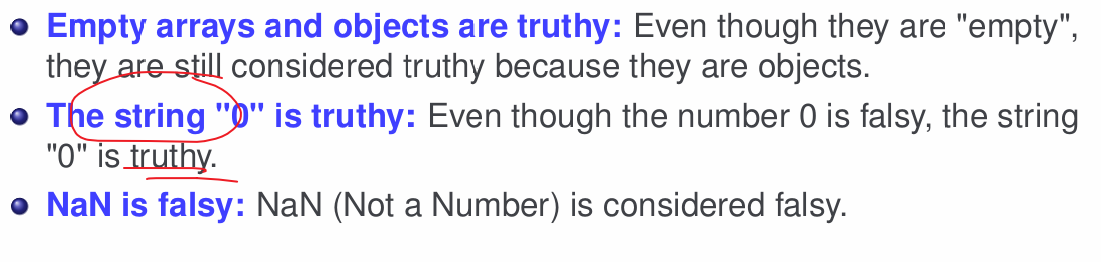 Empty arrays and objects are truthy: Even though they are "empty",
they are still considered truthy because they are objects.
The string "0" is truthy: Even though the number 0 is falsy, the string
"0" is truthy.
NaN is falsy: NaN (Not a Number) is considered falsy.